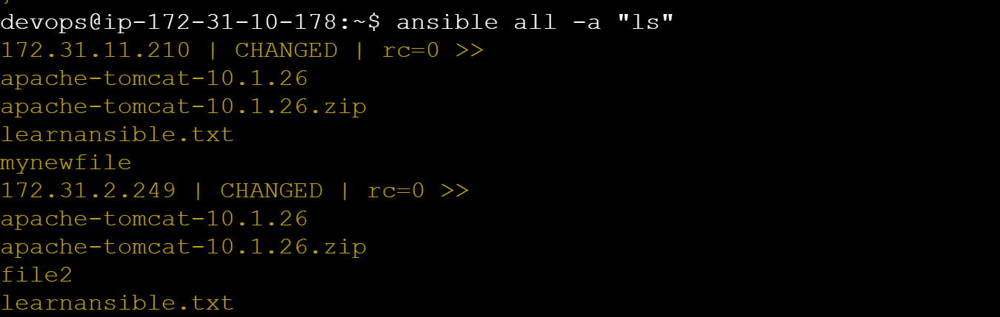 devops@ip-172-31-10-178:~$ ansible all -a "ls"
172.31.11.210 | CHANGED | rc=0 >>
apache-tomcat-10.1.26
apache-tomcat-10.1.26.zip
learnansible.txt
mynewfile
172.31.2.249 | CHANGED | rc=0 >>
apache-tomcat-10.1.26
apache-tomcat-10.1.26.zip
file2
learnansible.txt